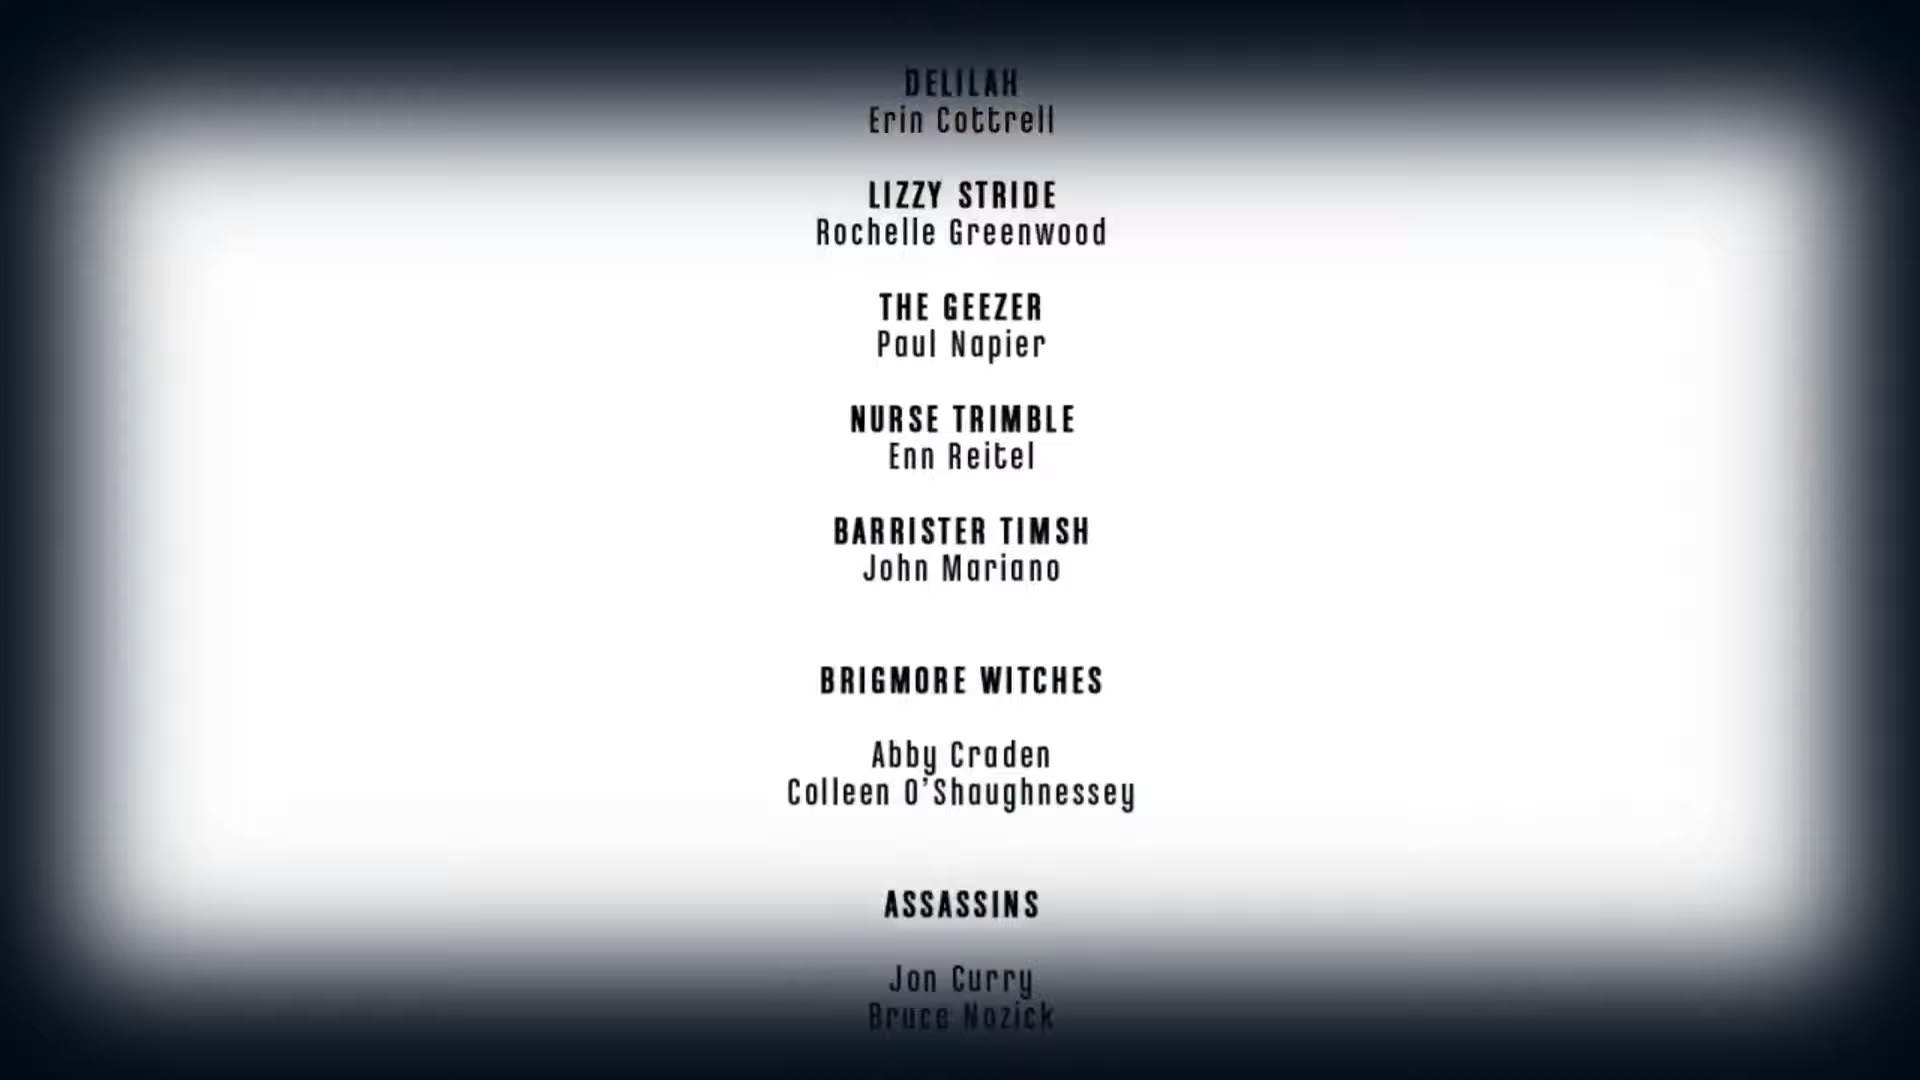 DELILAH
Erin Cottrell
LIZZY STRIDE
Rochelle Greenwood
THE GEEZER
Paul Napier
NURSE TRIMBLE
Enn Reitel
BARRISTER TIMSH
John Mariano
BRIGMORE WITCHES
Abby Craden
Colleen O'Shaughnessey
ASSASSINS
Jon Curry
Bruce Nozick